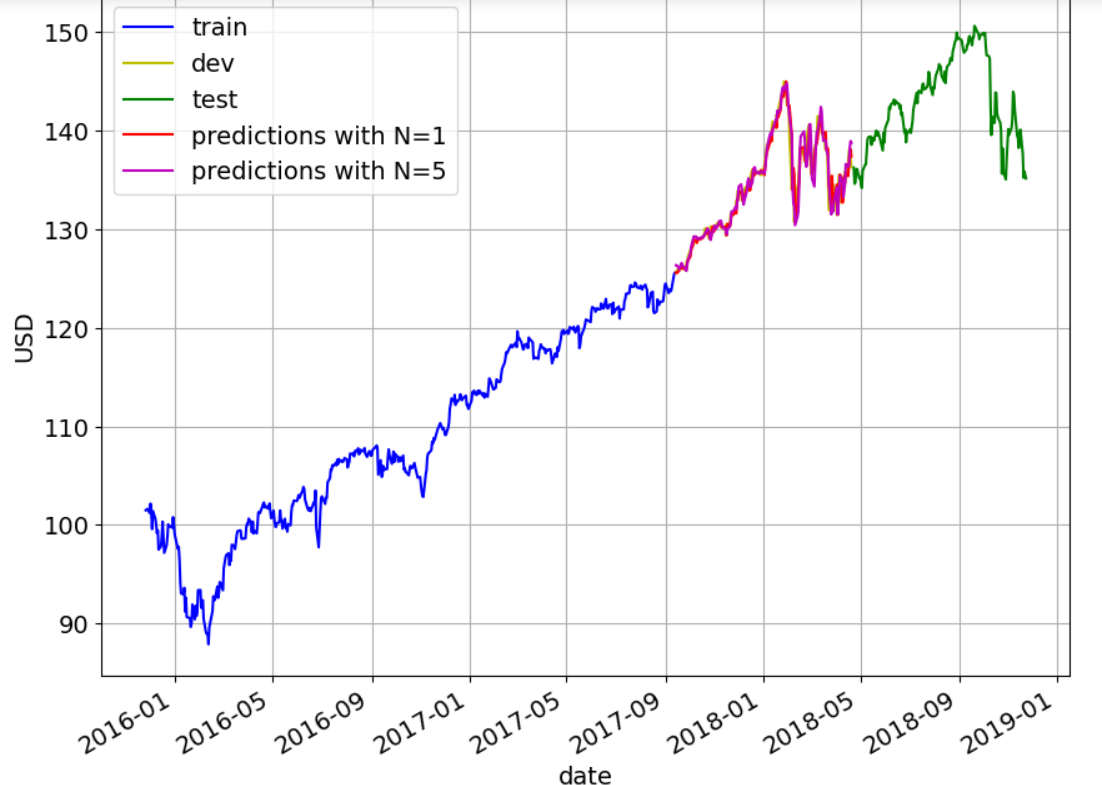 150
140
130
120
110
100
90
USD
train
dev
test
predictions with N=1
predictions with N=5
2016-01
2016-05
2016-09
2017-01
2017-05
2017-09
2018-01
2018-05
2018-09
2019-01
date